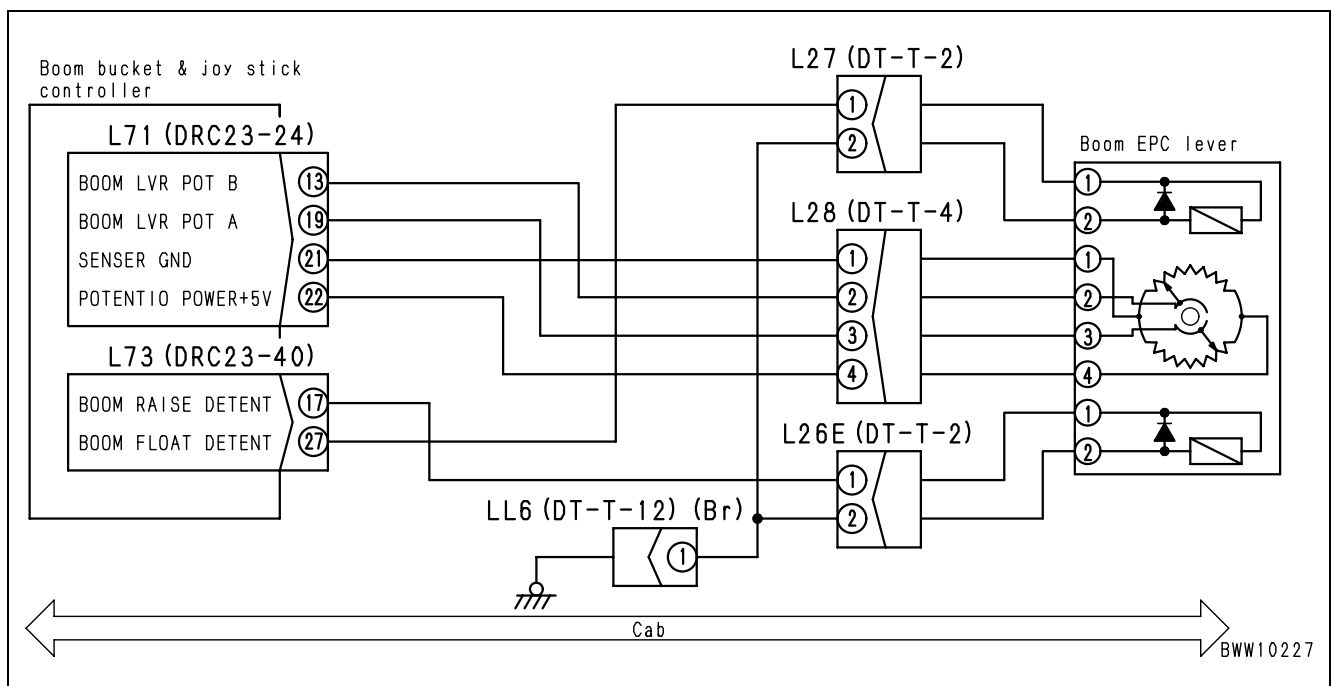 Boom bucket & joy stick
controller
L71 (DRC23-24)
BOOM LVR POT B 13
BOOM LVR POT A 19
SENSER GND 21
POTENTIO POWER+5V 22
L73 (DRC23-40)
BOOM RAISE DETENT 17
BOOM FLOAT DETENT 27
L27 (DT-T-2)
1
2
L28 (DT-T-4)
1
2
3
4
L26E (DT-T-2)
1
2
LL6 (DT-T-12) (Br)
1
Boom EPC lever
1
2
1
2
3
4
1
2
Cab
BWW10227